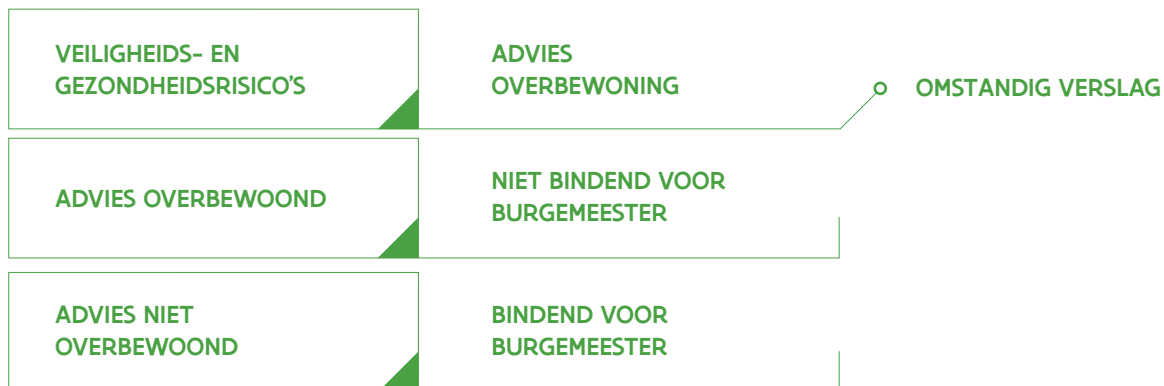 VEILIGHEIDS- EN
GEZONDHEIDSRISICO'S
ADVIES
OVERBEWONING
OMSTANDIG VERSLAG
ADVIES OVERBEWOOND
NIET BINDEND VOOR
BURGEMEESTER
ADVIES NIET
OVERBEWOOND
BINDEND VOOR
BURGEMEESTER